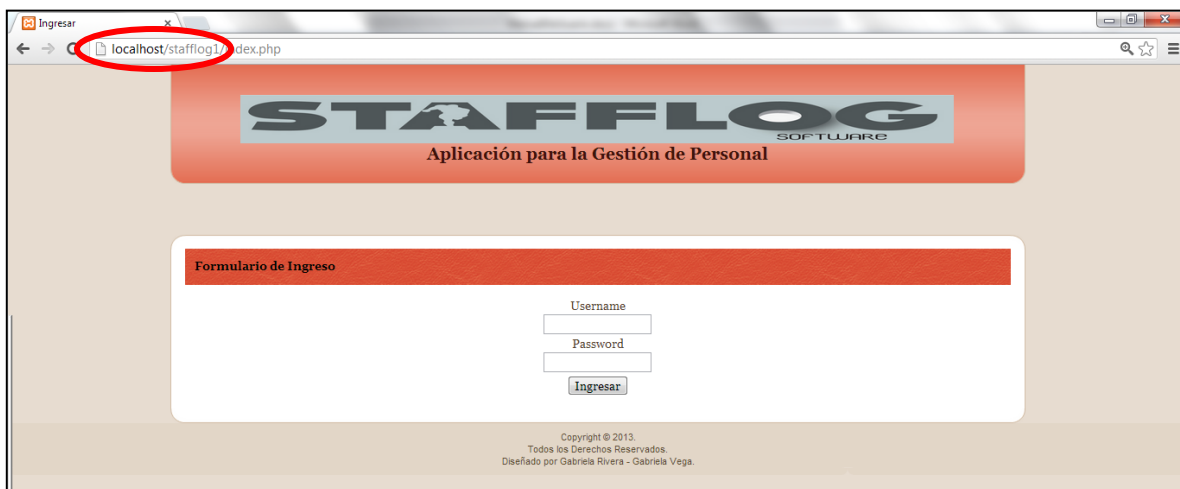 Ingresar
localhost/stafflog1/index.php
STAFFLOG
SOFTWARE
Aplicación para la Gestión de Personal
Formulario de Ingreso
Username
Password
Ingresar
Copyright © 2013.
Todos los Derechos Reservados.
Diseñado por Gabriela Rivera - Gabriela Vega.